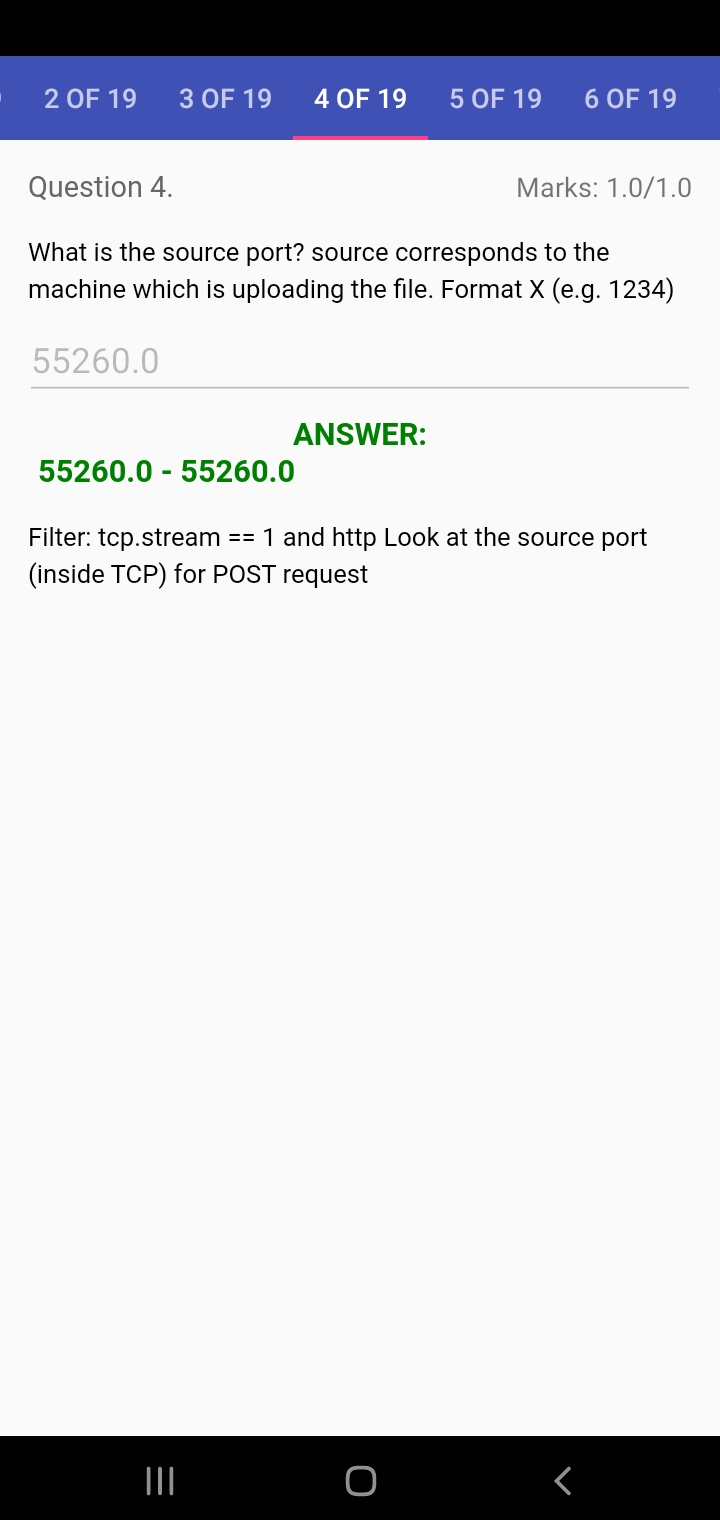 2 OF 19 3 OF 19 4 OF 19 5 OF 19 6 OF 19
Question 4. Marks: 1.0/1.0
What is the source port? source corresponds to the
machine which is uploading the file. Format X (e.g. 1234)
55260.0
ANSWER:
55260.0 - 55260.0
Filter: tcp.stream == 1 and http Look at the source port
(inside TCP) for POST request